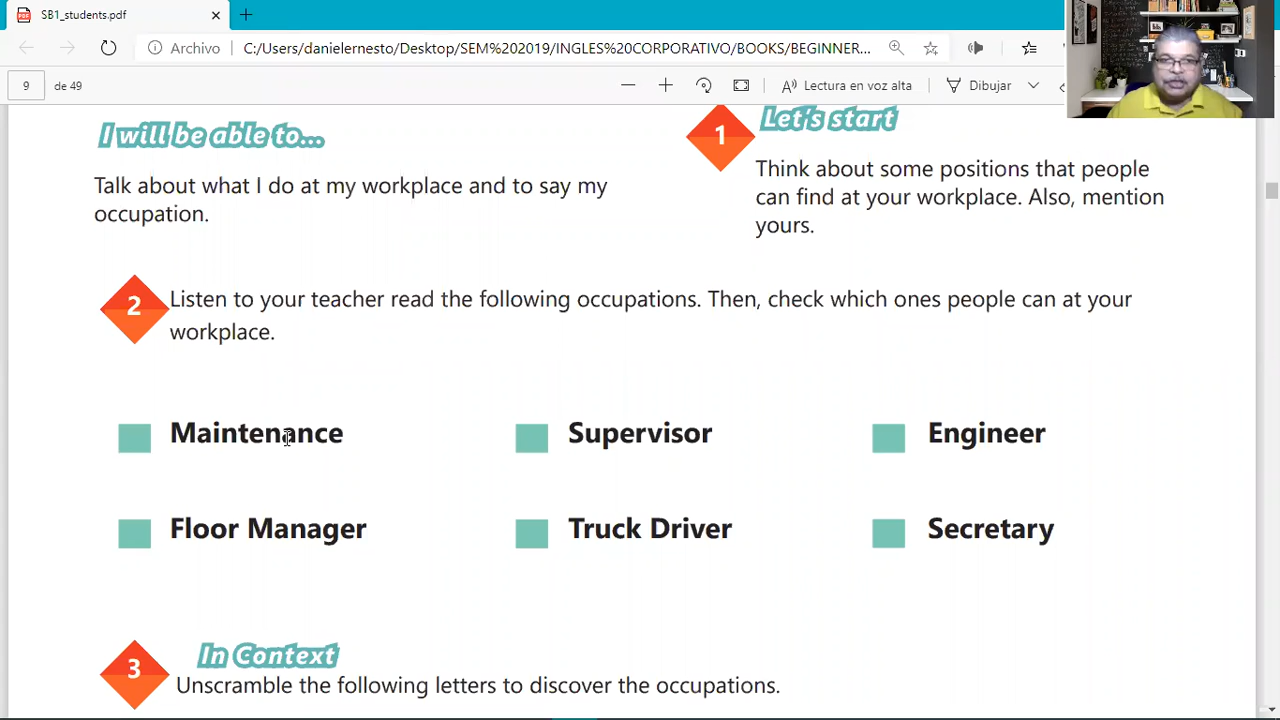 SB1_students.pdf
Archivo
C:/Users/danielernesto/Desktop/SEM%202019/INGLES%20CORPORATIVO/BOOKS/BEGINNER...
9
de 49
Lectura en voz alta
Dibujar
I will be able to...
Talk about what I do at my workplace and to say my
occupation.
1
Let's start
Think about some positions that people
can find at your workplace. Also, mention
yours.
2
Listen to your teacher read the following occupations. Then, check which ones people can at your
workplace.
Maintenance
Supervisor
Engineer
Floor Manager
Truck Driver
Secretary
3
In Context
Unscramble the following letters to discover the occupations.